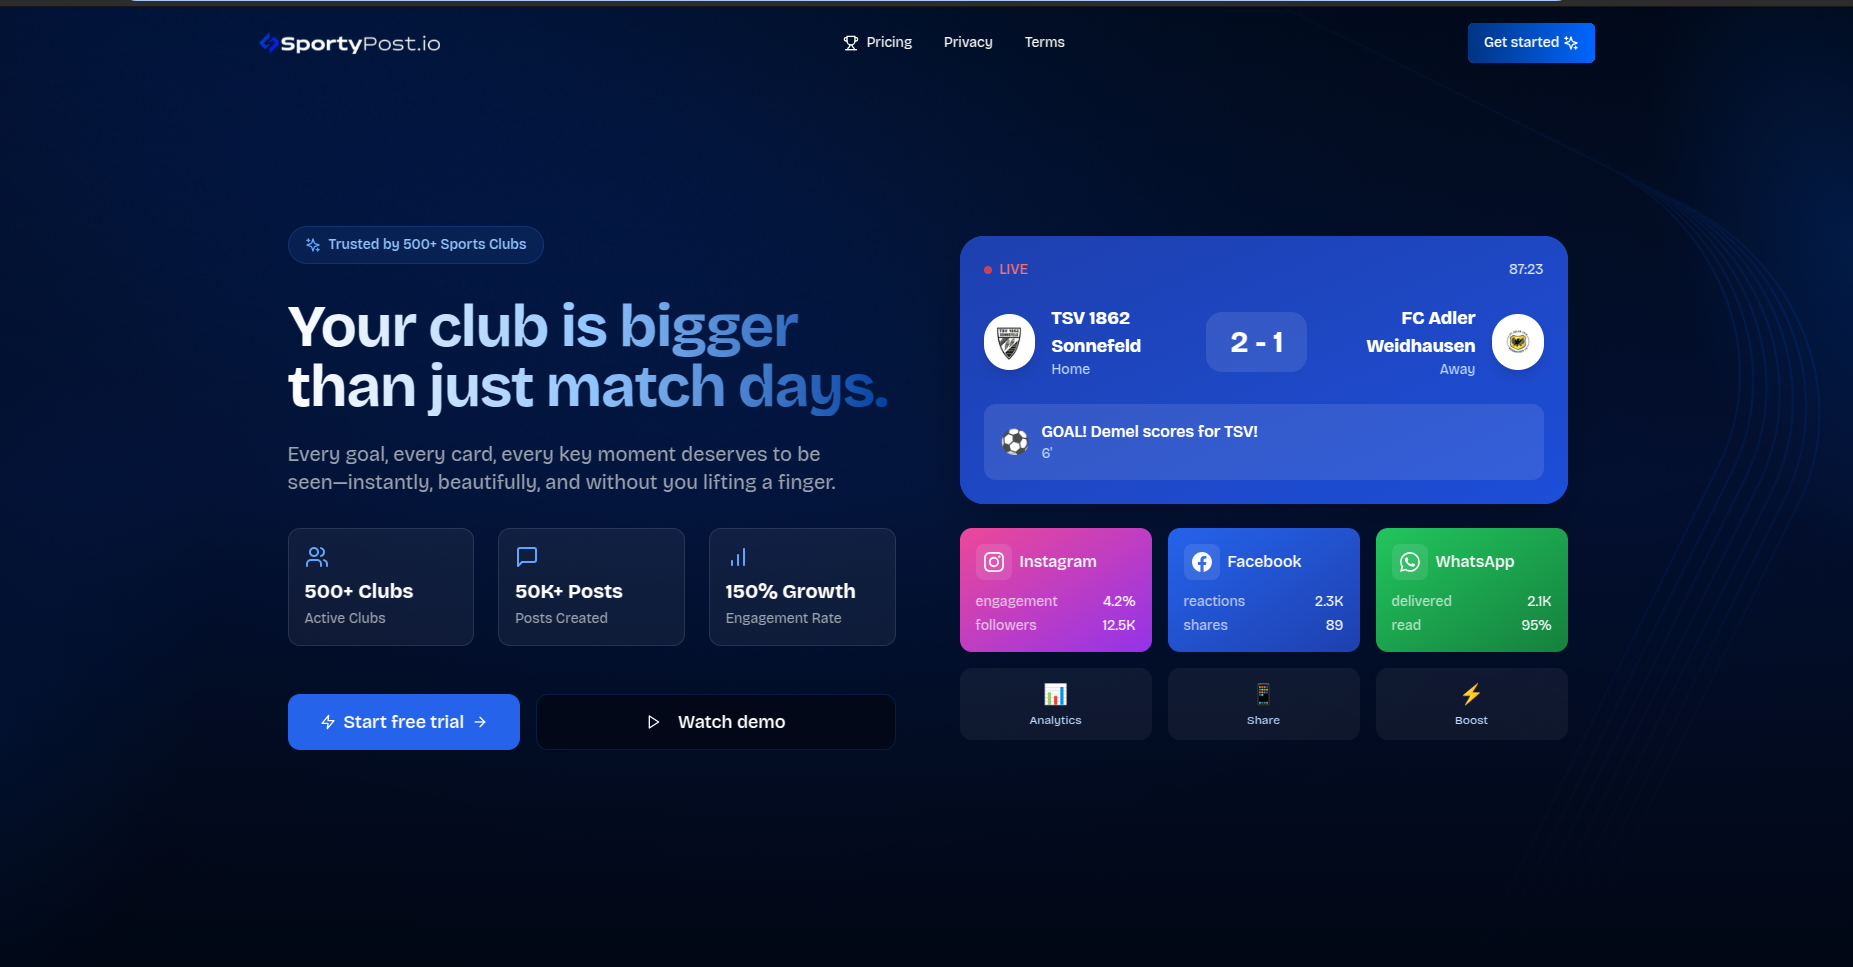 SportyPost.io
Pricing
Privacy
Terms
Get started
Trusted by 500+ Sports Clubs
Your club is bigger
than just match days.
Every goal, every card, every key moment deserves to be
seen—instantly, beautifully, and without you lifting a finger.
500+ Clubs
Active Clubs
50K+ Posts
Posts Created
150% Growth
Engagement Rate
Start free trial
Watch demo
LIVE
87:23
TSV 1862
Sonnefeld
Home
2 - 1
FC Adler
Weidhausen
Away
GOAL! Demel scores for TSV!
6'
Instagram
engagement 4.2%
followers 12.5K
Facebook
reactions 2.3K
shares 89
WhatsApp
delivered 2.1K
read 95%
Analytics
Share
Boost